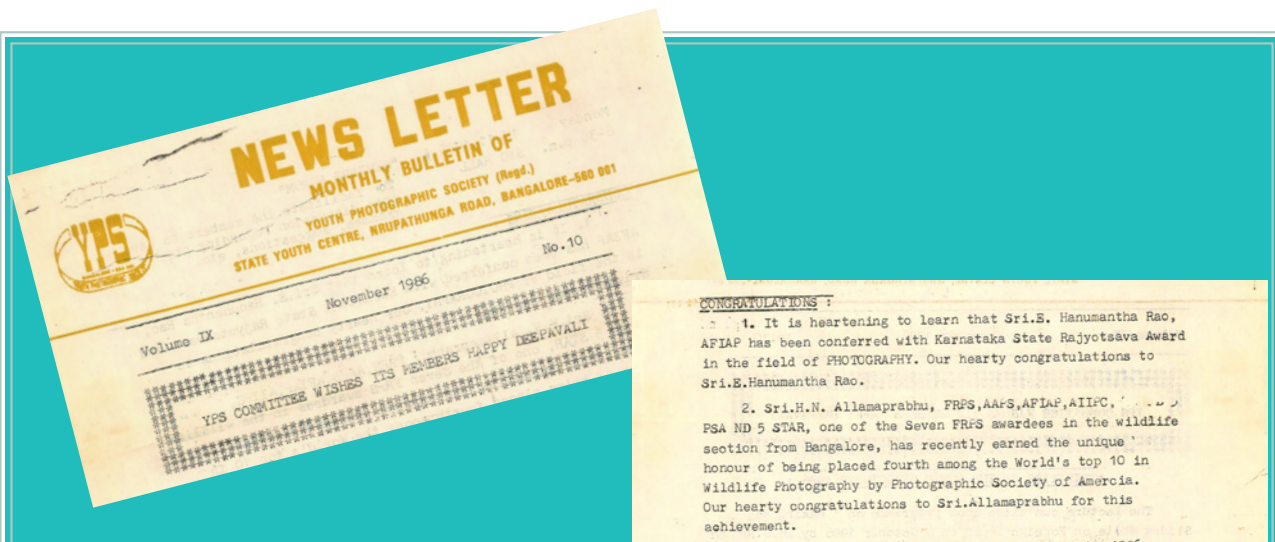 NEWS LETTER
MONTHLY BULLETIN OF
YOUTH PHOTOGRAPHIC SOCIETY (Regd.)
STATE YOUTH CENTRE, NRUPATHUNGA ROAD, BANGALORE-560 001
YPS
Volume IX November 1986 No.10
YPS COMMITTEE WISHES ITS MEMBERS HAPPY DEEPAVALI
CONGRATULATIONS :
1. It is heartening to learn that Sri.E. Hanumantha Rao,
AFIAP has been conferred with Karnataka State Rajyotsava Award
in the field of PHOTOGRAPHY. Our hearty congratulations to
Sri.E.Hanumantha Rao.
2. Sri.H.N. Allamaprabhu, FRPS,AAPS,AFIAP,AIIPC,
PSA ND 5 STAR, one of the Seven FRPS awardees in the wildlife
section from Bangalore, has recently earned the unique
honour of being placed fourth among the World's top 10 in
Wildlife Photography by Photographic Society of Amercia.
Our hearty congratulations to Sri.Allamaprabhu for this
achievement.